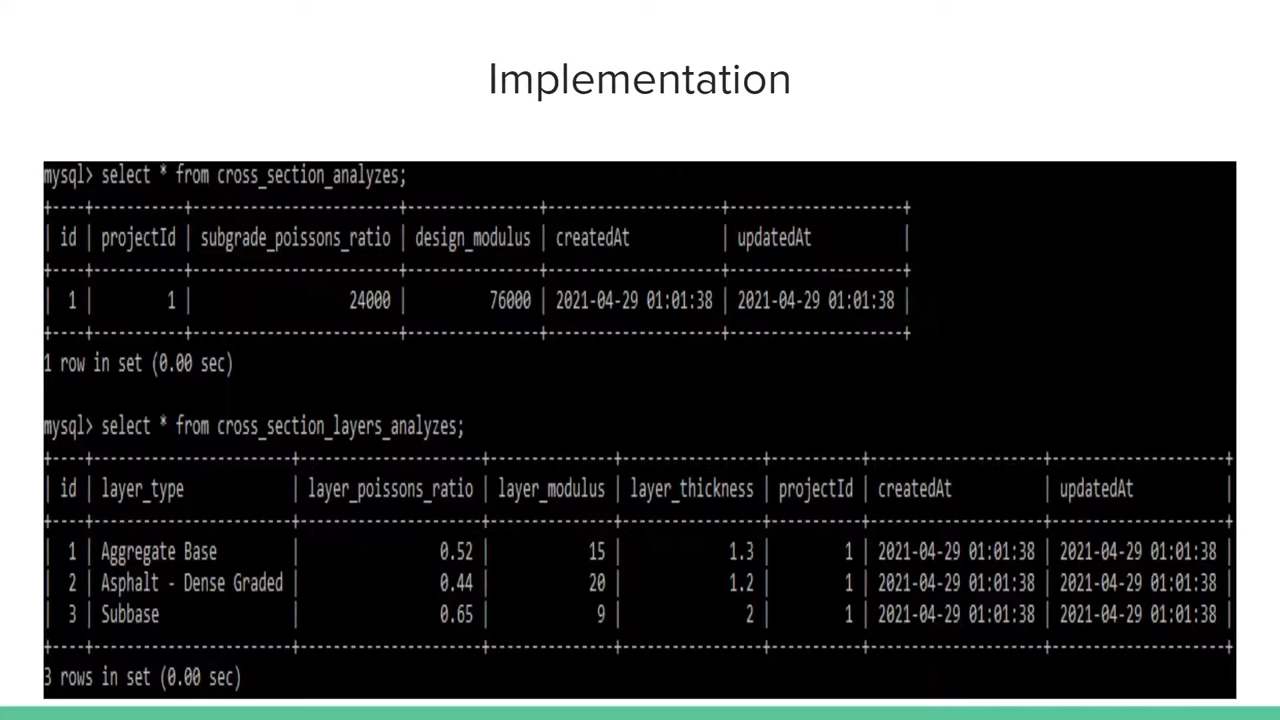 Implementation
mysql> select * from cross_section_analyzes;
+----+-----------+-----------------------+----------------+---------------------+---------------------+
| id | projectId | subgrade_poissons_ratio | design_modulus | createdAt | updatedAt |
+----+-----------+-----------------------+----------------+---------------------+---------------------+
| 1 | 1 | 24000 | 76000 | 2021-04-29 01:01:38 | 2021-04-29 01:01:38 |
+----+-----------+-----------------------+----------------+---------------------+---------------------+
1 row in set (0.00 sec)
mysql> select * from cross_section_layers_analyzes;
+----+------------------------+----------------------+---------------+-----------------+-----------+---------------------+---------------------+
| id | layer_type | layer_poissons_ratio | layer_modulus | layer_thickness | projectId | createdAt | updatedAt |
+----+------------------------+----------------------+---------------+-----------------+-----------+---------------------+---------------------+
| 1 | Aggregate Base | 0.52 | 15 | 1.3 | 1 | 2021-04-29 01:01:38 | 2021-04-29 01:01:38 |
| 2 | Asphalt - Dense Graded | 0.44 | 20 | 1.2 | 1 | 2021-04-29 01:01:38 | 2021-04-29 01:01:38 |
| 3 | Subbase | 0.65 | 9 | 2 | 1 | 2021-04-29 01:01:38 | 2021-04-29 01:01:38 |
+----+------------------------+----------------------+---------------+-----------------+-----------+---------------------+---------------------+
3 rows in set (0.00 sec)